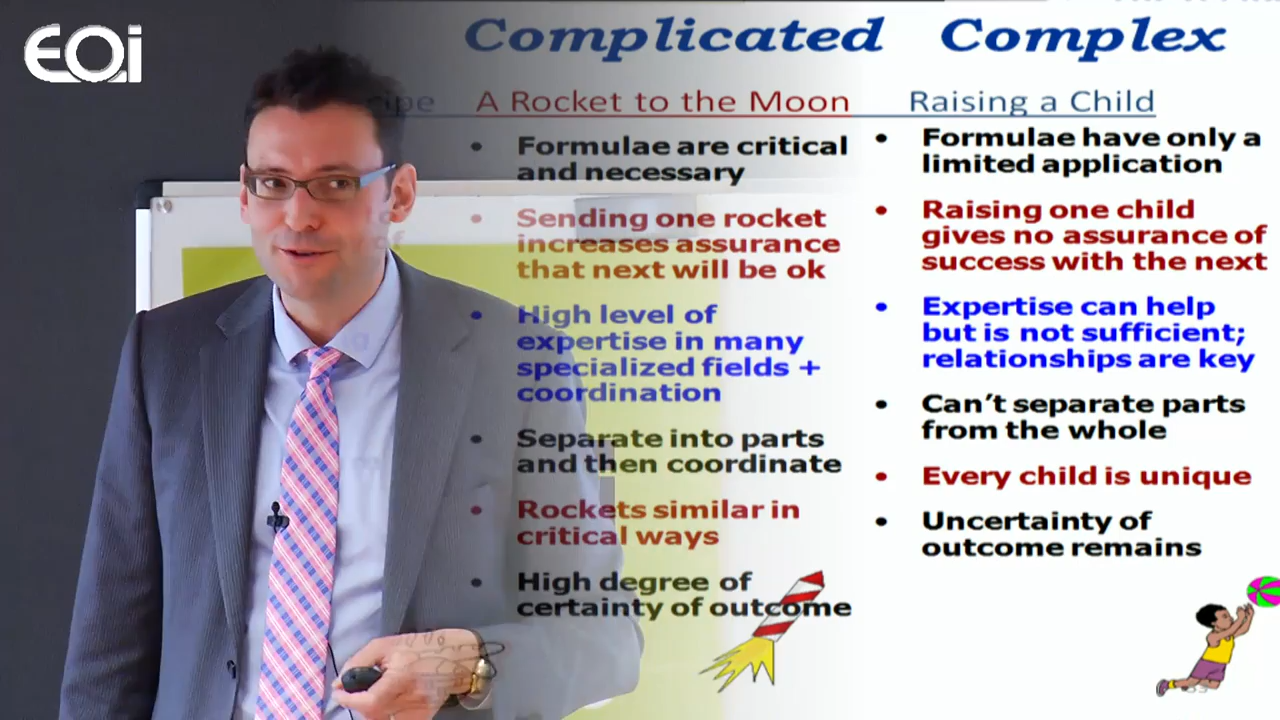 EQi
Complicated
Complex
A Rocket to the Moon
Raising a Child
• Formulae are critical
and necessary
• Sending one rocket
increases assurance
that next will be ok
• High level of
expertise in many
specialized fields +
coordination
• Separate into parts
and then coordinate
• Rockets similar in
critical ways
• High degree of
certainty of outcome
• Formulae have only a
limited application
• Raising one child
gives no assurance of
success with the next
• Expertise can help
but is not sufficient;
relationships are key
• Can't separate parts
from the whole
• Every child is unique
• Uncertainty of
outcome remains